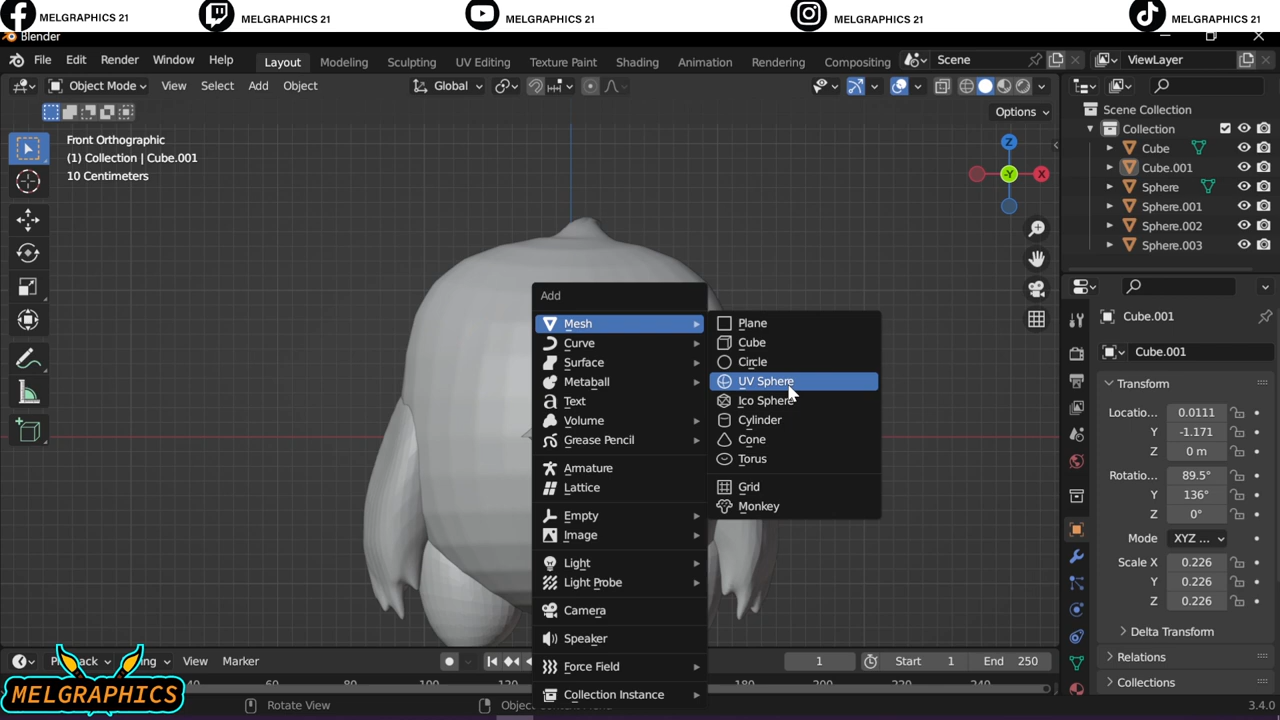 MELGRAPHICS 21
MELGRAPHICS 21
MELGRAPHICS 21
MELGRAPHICS 21
MELGRAPHICS 21
Blender
File Edit Render Window Help
Layout Modeling Sculpting UV Editing Texture Paint Shading Animation Rendering Compositing
Scene
ViewLayer
Object Mode View Select Add Object
Global
Options
Front Orthographic
(1) Collection | Cube.001
10 Centimeters
Z
-Y
X
Scene Collection
Collection
Cube
Cube.001
Sphere
Sphere.001
Sphere.002
Sphere.003
Add
Mesh
Curve
Surface
Metaball
Text
Volume
Grease Pencil
Armature
Lattice
Empty
Image
Light
Light Probe
Camera
Speaker
Force Field
Collection Instance
Plane
Cube
Circle
UV Sphere
Ico Sphere
Cylinder
Cone
Torus
Grid
Monkey
Cube.001
Cube.001
Transform
Locatio... 0.0111
Y -1.171
Z 0 m
Rotatio... 89.5°
Y 136°
Z 0°
Mode XYZ ...
Scale X 0.226
Y 0.226
Z 0.226
Delta Transform
Relations
Collections
View Marker
1 Start 1 End 250
MELGRAPHICS
Rotate View
3.4.0